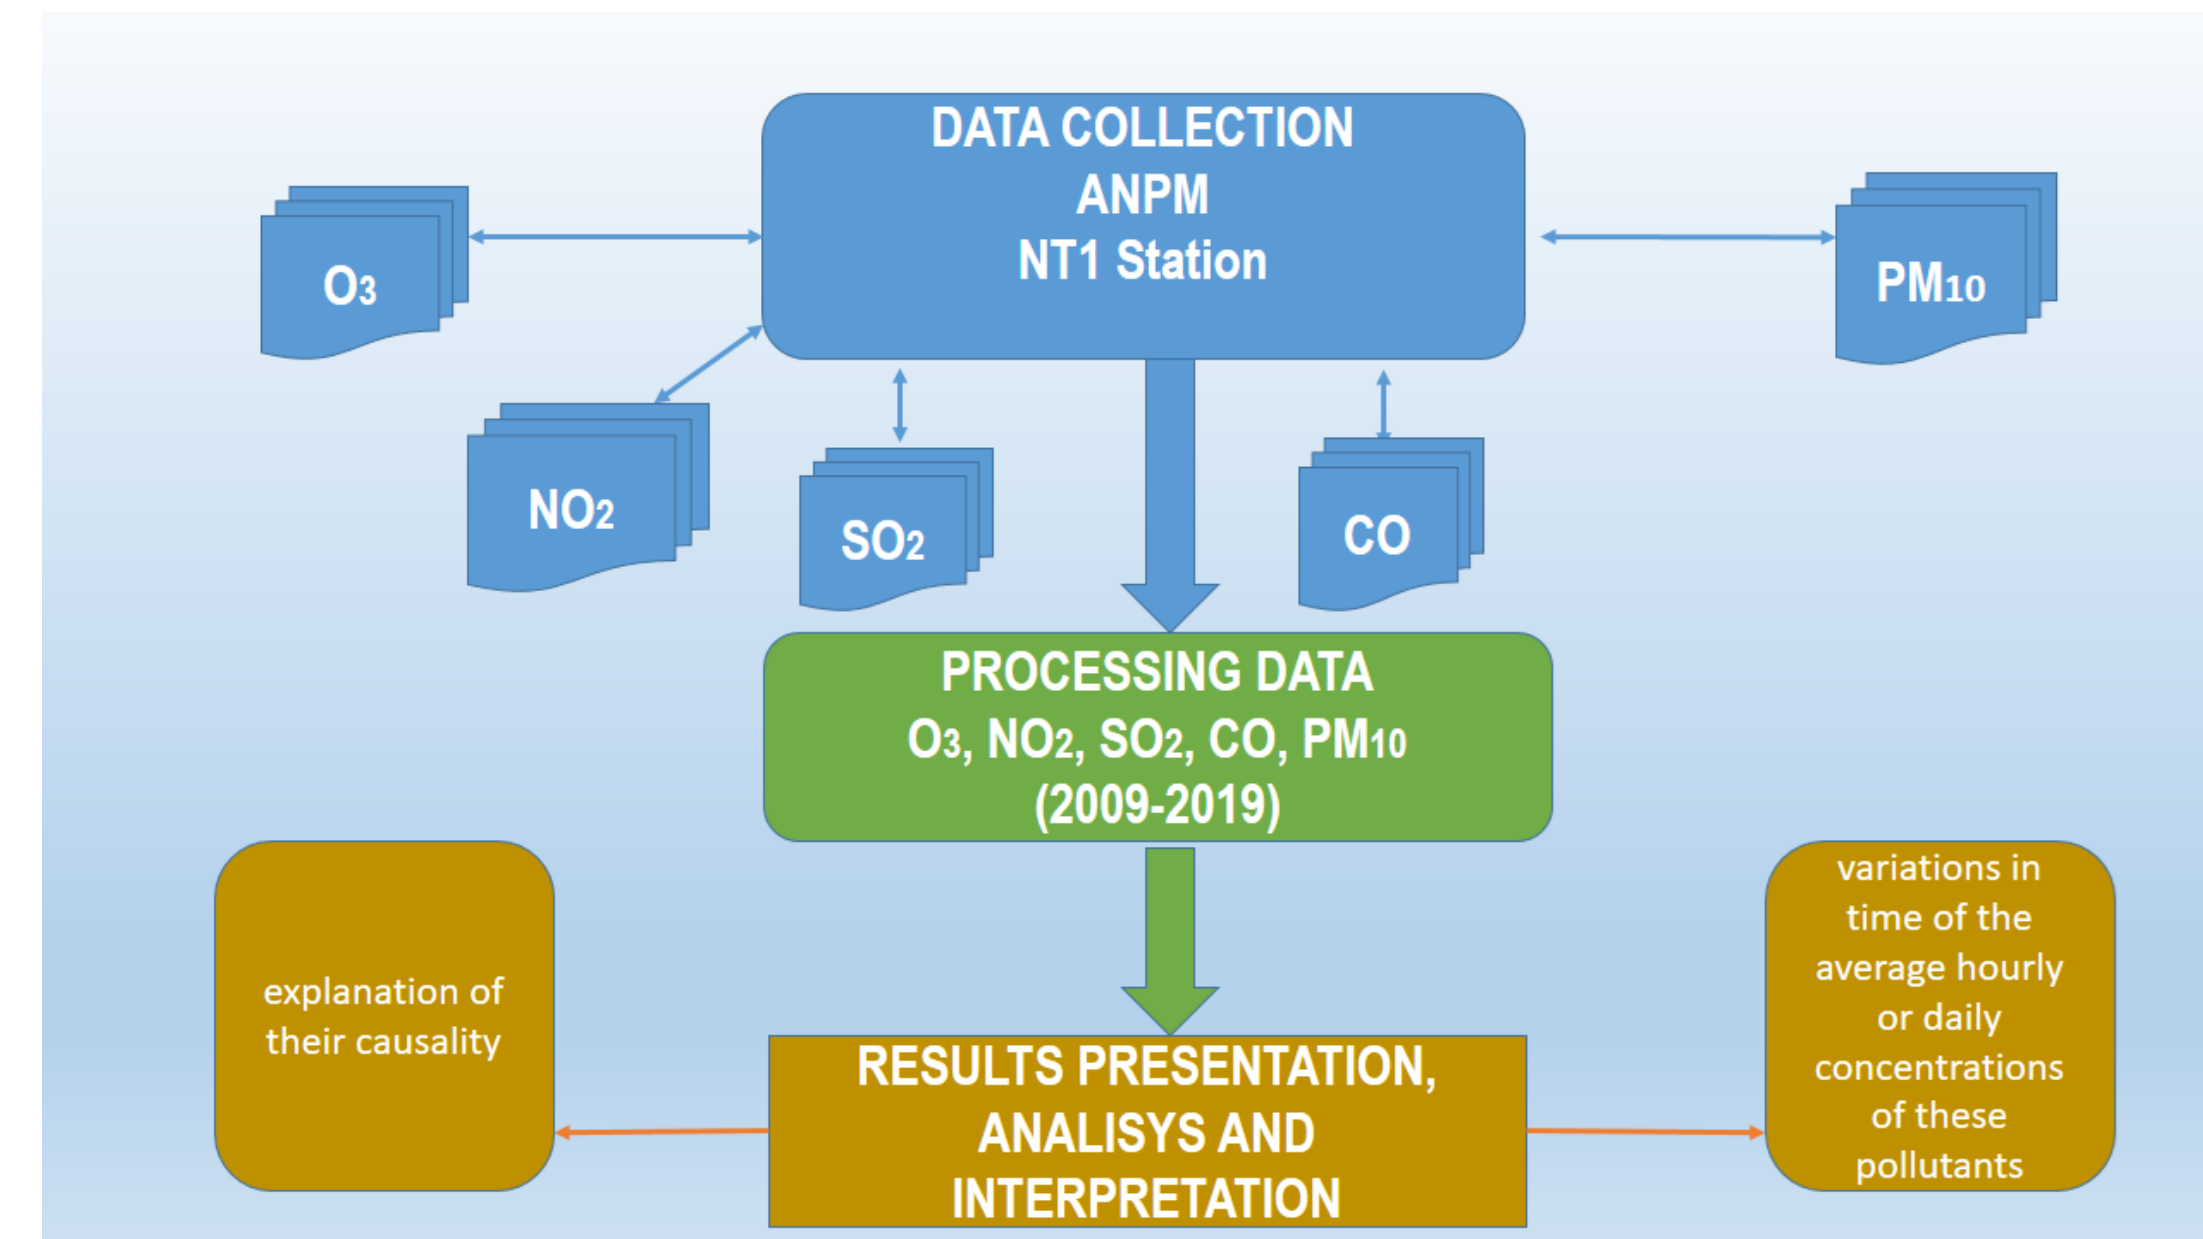 DATA COLLECTION
ANPM
NT1 Station
O3
PM10
NO2
SO2
CO
PROCESSING DATA
O3, NO2, SO2, CO, PM10
(2009-2019)
explanation of
their causality
RESULTS PRESENTATION,
ANALISYS AND
INTERPRETATION
variations in
time of the
average hourly
or daily
concentrations
of these
pollutants